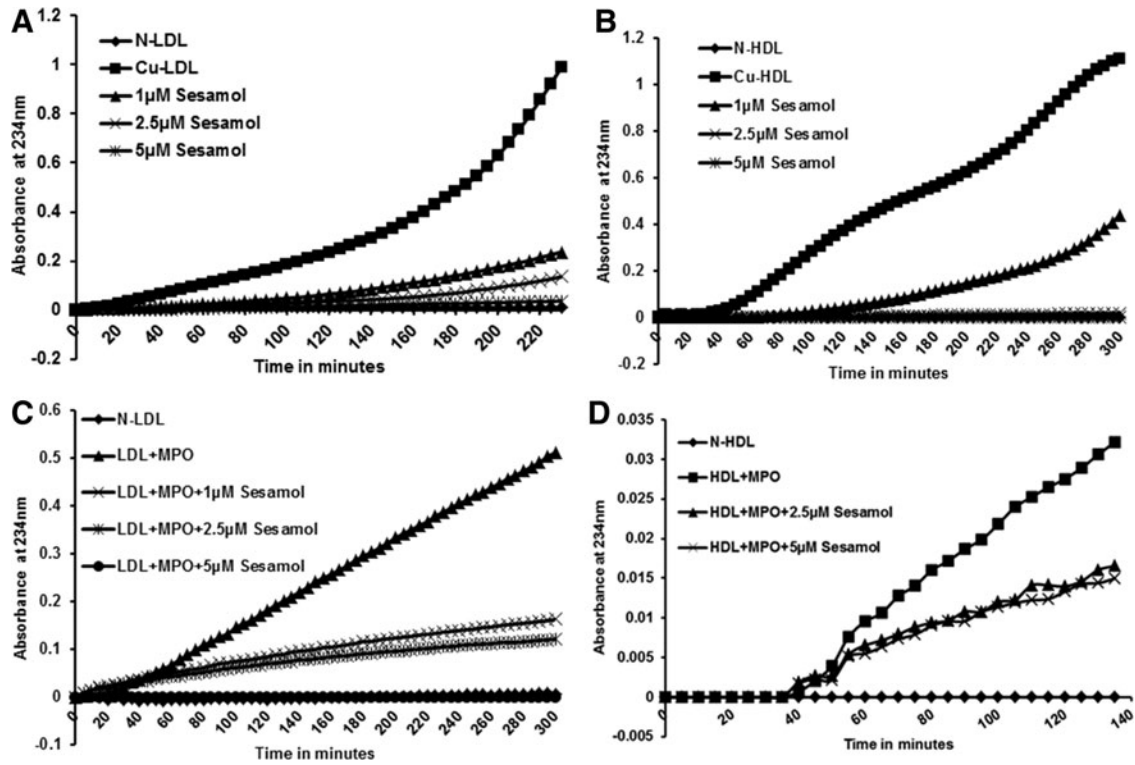 A
N-LDL
Cu-LDL
1µM Sesamol
2.5µM Sesamol
5µM Sesamol
Absorbance at 234nm
1.2
1
0.8
0.6
0.4
0.2
0
-0.2
0 20 40 60 80 100 120 140 160 180 200 220
Time in minutes
B
N-HDL
Cu-HDL
1µM Sesamol
2.5µM Sesamol
5µM Sesamol
Absorbance at 234nm
1.2
1
0.8
0.6
0.4
0.2
0
-0.2
0 20 40 60 80 100 120 140 160 180 200 220 240 260 280 300
Time in minutes
C
N-LDL
LDL+MPO
LDL+MPO+1µM Sesamol
LDL+MPO+2.5µM Sesamol
LDL+MPO+5µM Sesamol
Absorbance at 234nm
0.6
0.5
0.4
0.3
0.2
0.1
0
-0.1
0 20 40 60 80 100 120 140 160 180 200 220 240 260 280 300
Time in minutes
D
N-HDL
HDL+MPO
HDL+MPO+2.5µM Sesamol
HDL+MPO+5µM Sesamol
Absorbance at 234nm
0.035
0.03
0.025
0.02
0.015
0.01
0.005
0
-0.005
0 20 40 60 80 100 120 140
Time in minutes